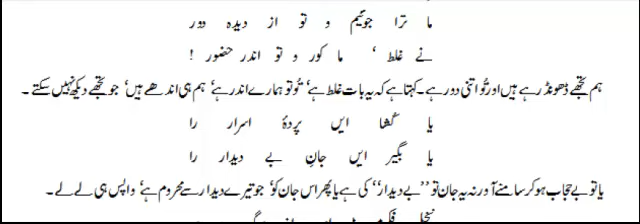 ما ترا جوئیم و تو از دیدہ دور
نے غلط ‘ ما کور و تو اندر حضور !
ہم تجھے ڈھونڈ رہے ہیں اور تُو اتنی دور ہے۔ کہتا ہے کہ یہ بات غلط ہے‘ تُو تو ہمارے اندر ہے‘ ہم ہی اندھے ہیں‘ جو تجھے دیکھ نہیں سکتے۔
یا کشا ایں پردۂ اسرار را
یا بگیر ایں جانِ بے دیدار را
یا تو بے حجاب ہو کر سامنے آ ورنہ یہ جان تو ‘‘بے دیدار’’ کی ہے یا پھر اس جان کو‘ جو تیرے دیدار سے محروم ہے‘ واپس ہی لے لے۔